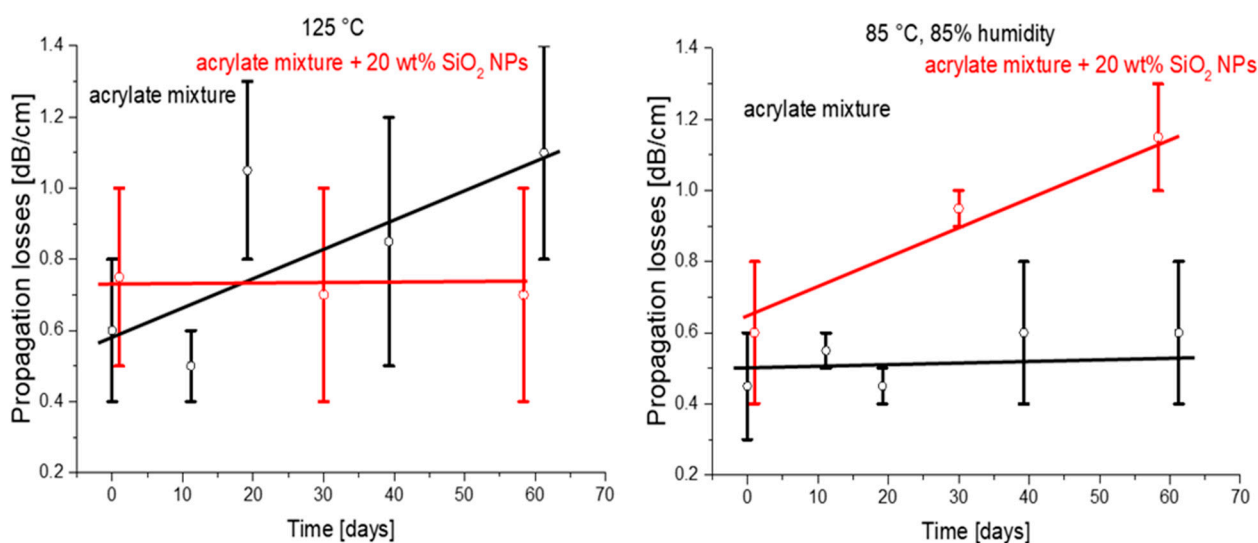 125 °C
acrylate mixture + 20 wt% SiO₂ NPs
acrylate mixture
Propagation losses [dB/cm]
1.4
1.2
1.0
0.8
0.6
0.4
0.2
0 10 20 30 40 50 60 70
Time [days]
85 °C, 85% humidity
acrylate mixture + 20 wt% SiO₂ NPs
acrylate mixture
Propagation losses [dB/cm]
1.4
1.2
1.0
0.8
0.6
0.4
0.2
0 10 20 30 40 50 60 70
Time [days]